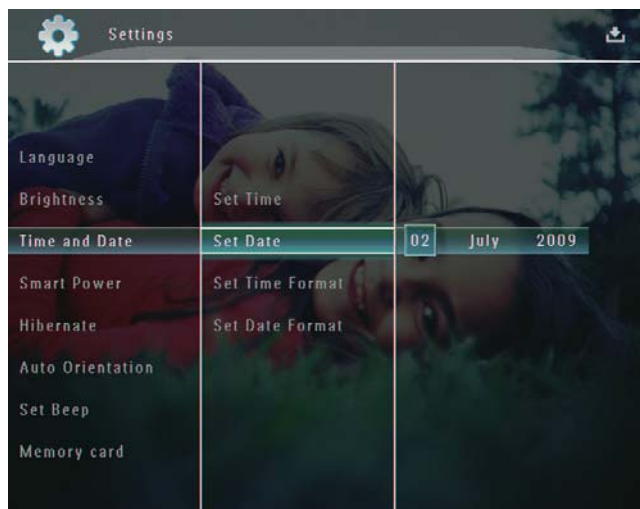 Settings
Language
Brightness
Set Time
Time and Date
Set Date
02 July 2009
Smart Power
Set Time Format
Hibernate
Set Date Format
Auto Orientation
Set Beep
Memory card